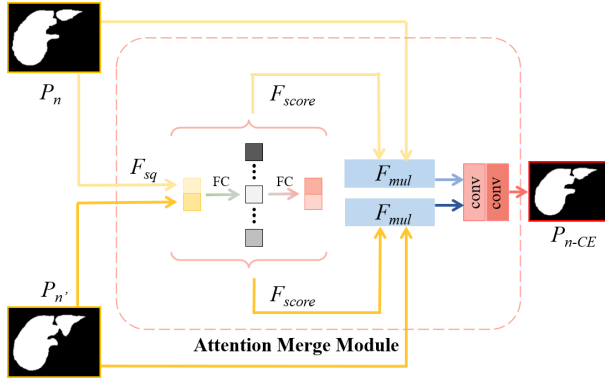 P_n
F_score
F_sq
FC
FC
F_mul
F_mul
conv
conv
P_n-CE
P_n'
F_score
Attention Merge Module